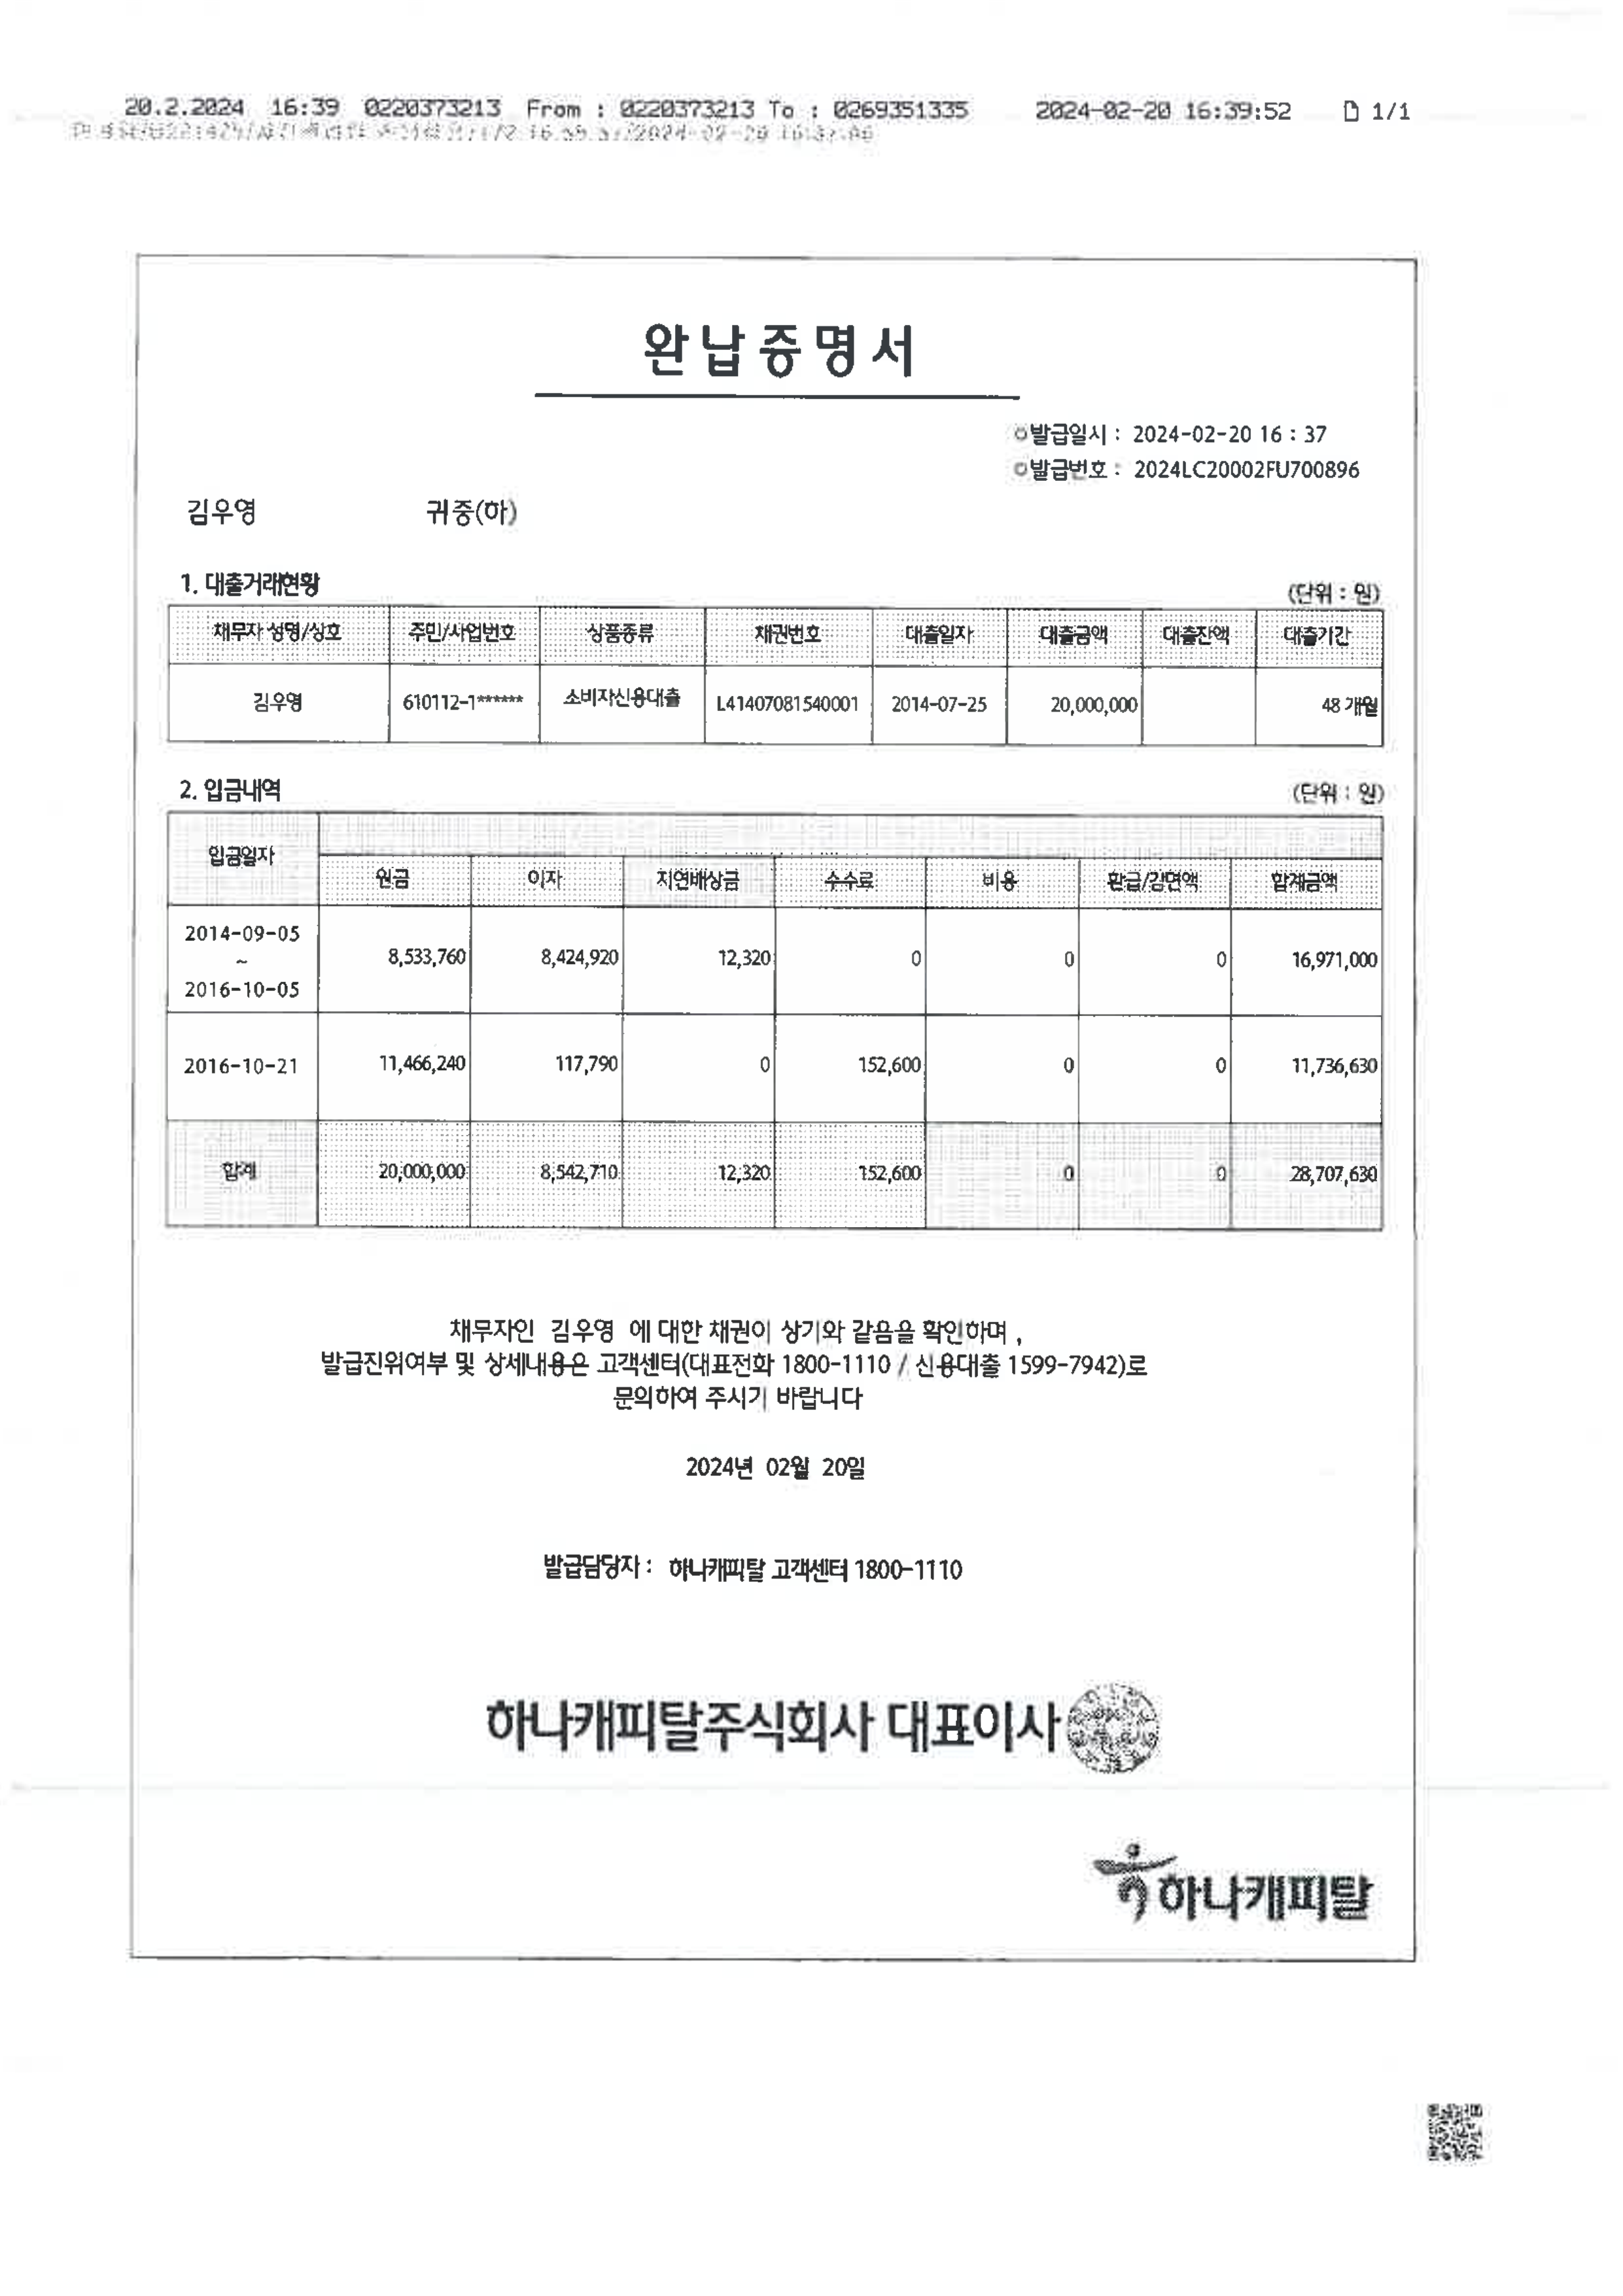 20.2.2024 16:39 0220373213 From : 0220373213 To : 0269351335 2024-02-20 16:39:52 1/1
완납증명서
발급일시 : 2024-02-20 16 : 37
발급번호 : 2024LC20002FU700896
김우영 귀중(하)
1. 대출거래현황 (단위 : 원)
채무자 성명/상호 주민/사업번호 상품종류 채권번호 대출일자 대출금액 대출잔액 대출기간
김우영 610112-1****** 소비자신용대출 L41407081540001 2014-07-25 20,000,000 48 개월
2. 입금내역 (단위 : 원)
입금일자 원금 이자 지연배상금 수수료 비용 환급/감면액 합계금액
2014-09-05 ~ 2016-10-05 8,533,760 8,424,920 12,320 0 0 0 16,971,000
2016-10-21 11,466,240 117,790 0 152,600 0 0 11,736,630
합계 20,000,000 8,542,710 12,320 152,600 0 0 28,707,630
채무자인 김우영 에 대한 채권이 상기와 같음을 확인하며 ,
발급진위여부 및 상세내용은 고객센터(대표전화 1800-1110 / 신용대출 1599-7942)로
문의하여 주시기 바랍니다
2024년 02월 20일
발급담당자 : 하나캐피탈 고객센터 1800-1110
하나캐피탈주식회사 대표이사
하나캐피탈